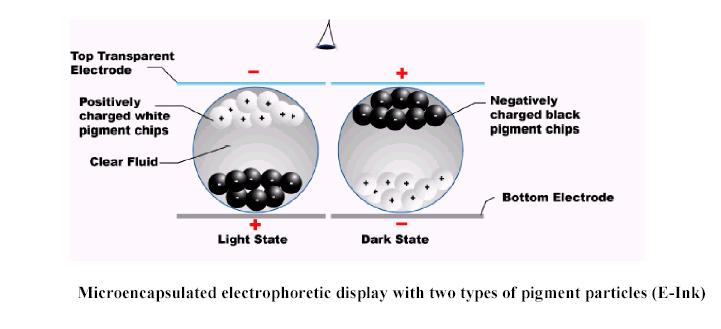 Top Transparent
Electrode
-
+
Positively
charged white
pigment chips
Negatively
charged black
pigment chips
Clear Fluid
Bottom Electrode
+
-
Light State
Dark State
Microencapsulated electrophoretic display with two types of pigment particles (E-Ink)